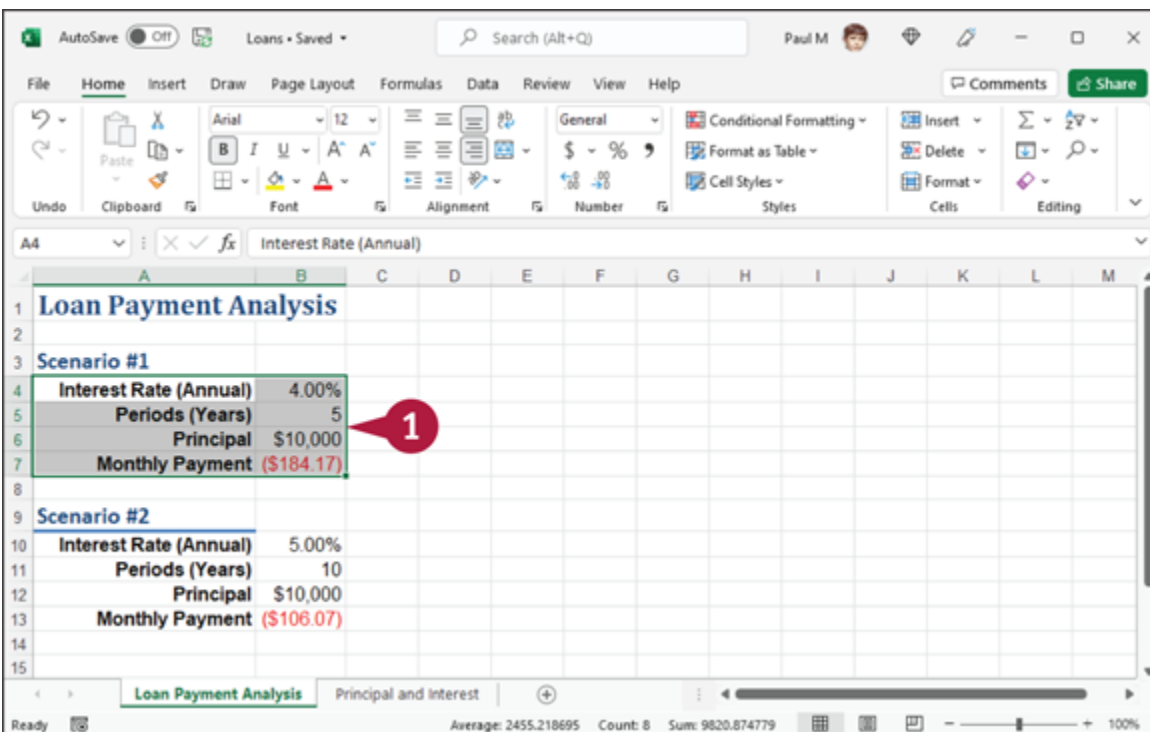 AutoSave Off Loans • Saved Search (Alt+Q) Paul M
File Home Insert Draw Page Layout Formulas Data Review View Help Comments Share
Arial 12 General Conditional Formatting Insert
Paste B I U A A $ % Format as Table Delete
A Cell Styles Format
Undo Clipboard Font Alignment Number Styles Cells Editing
A4 fx Interest Rate (Annual)
A B C D E F G H I J K L M
1 Loan Payment Analysis
2
3 Scenario #1
4 Interest Rate (Annual) 4.00%
5 Periods (Years) 5
1
6 Principal $10,000
7 Monthly Payment ($184.17)
8
9 Scenario #2
10 Interest Rate (Annual) 5.00%
11 Periods (Years) 10
12 Principal $10,000
13 Monthly Payment ($106.07)
14
15
Loan Payment Analysis Principal and Interest
Ready Average: 2455.218695 Count: 8 Sum: 9820.874779 100%